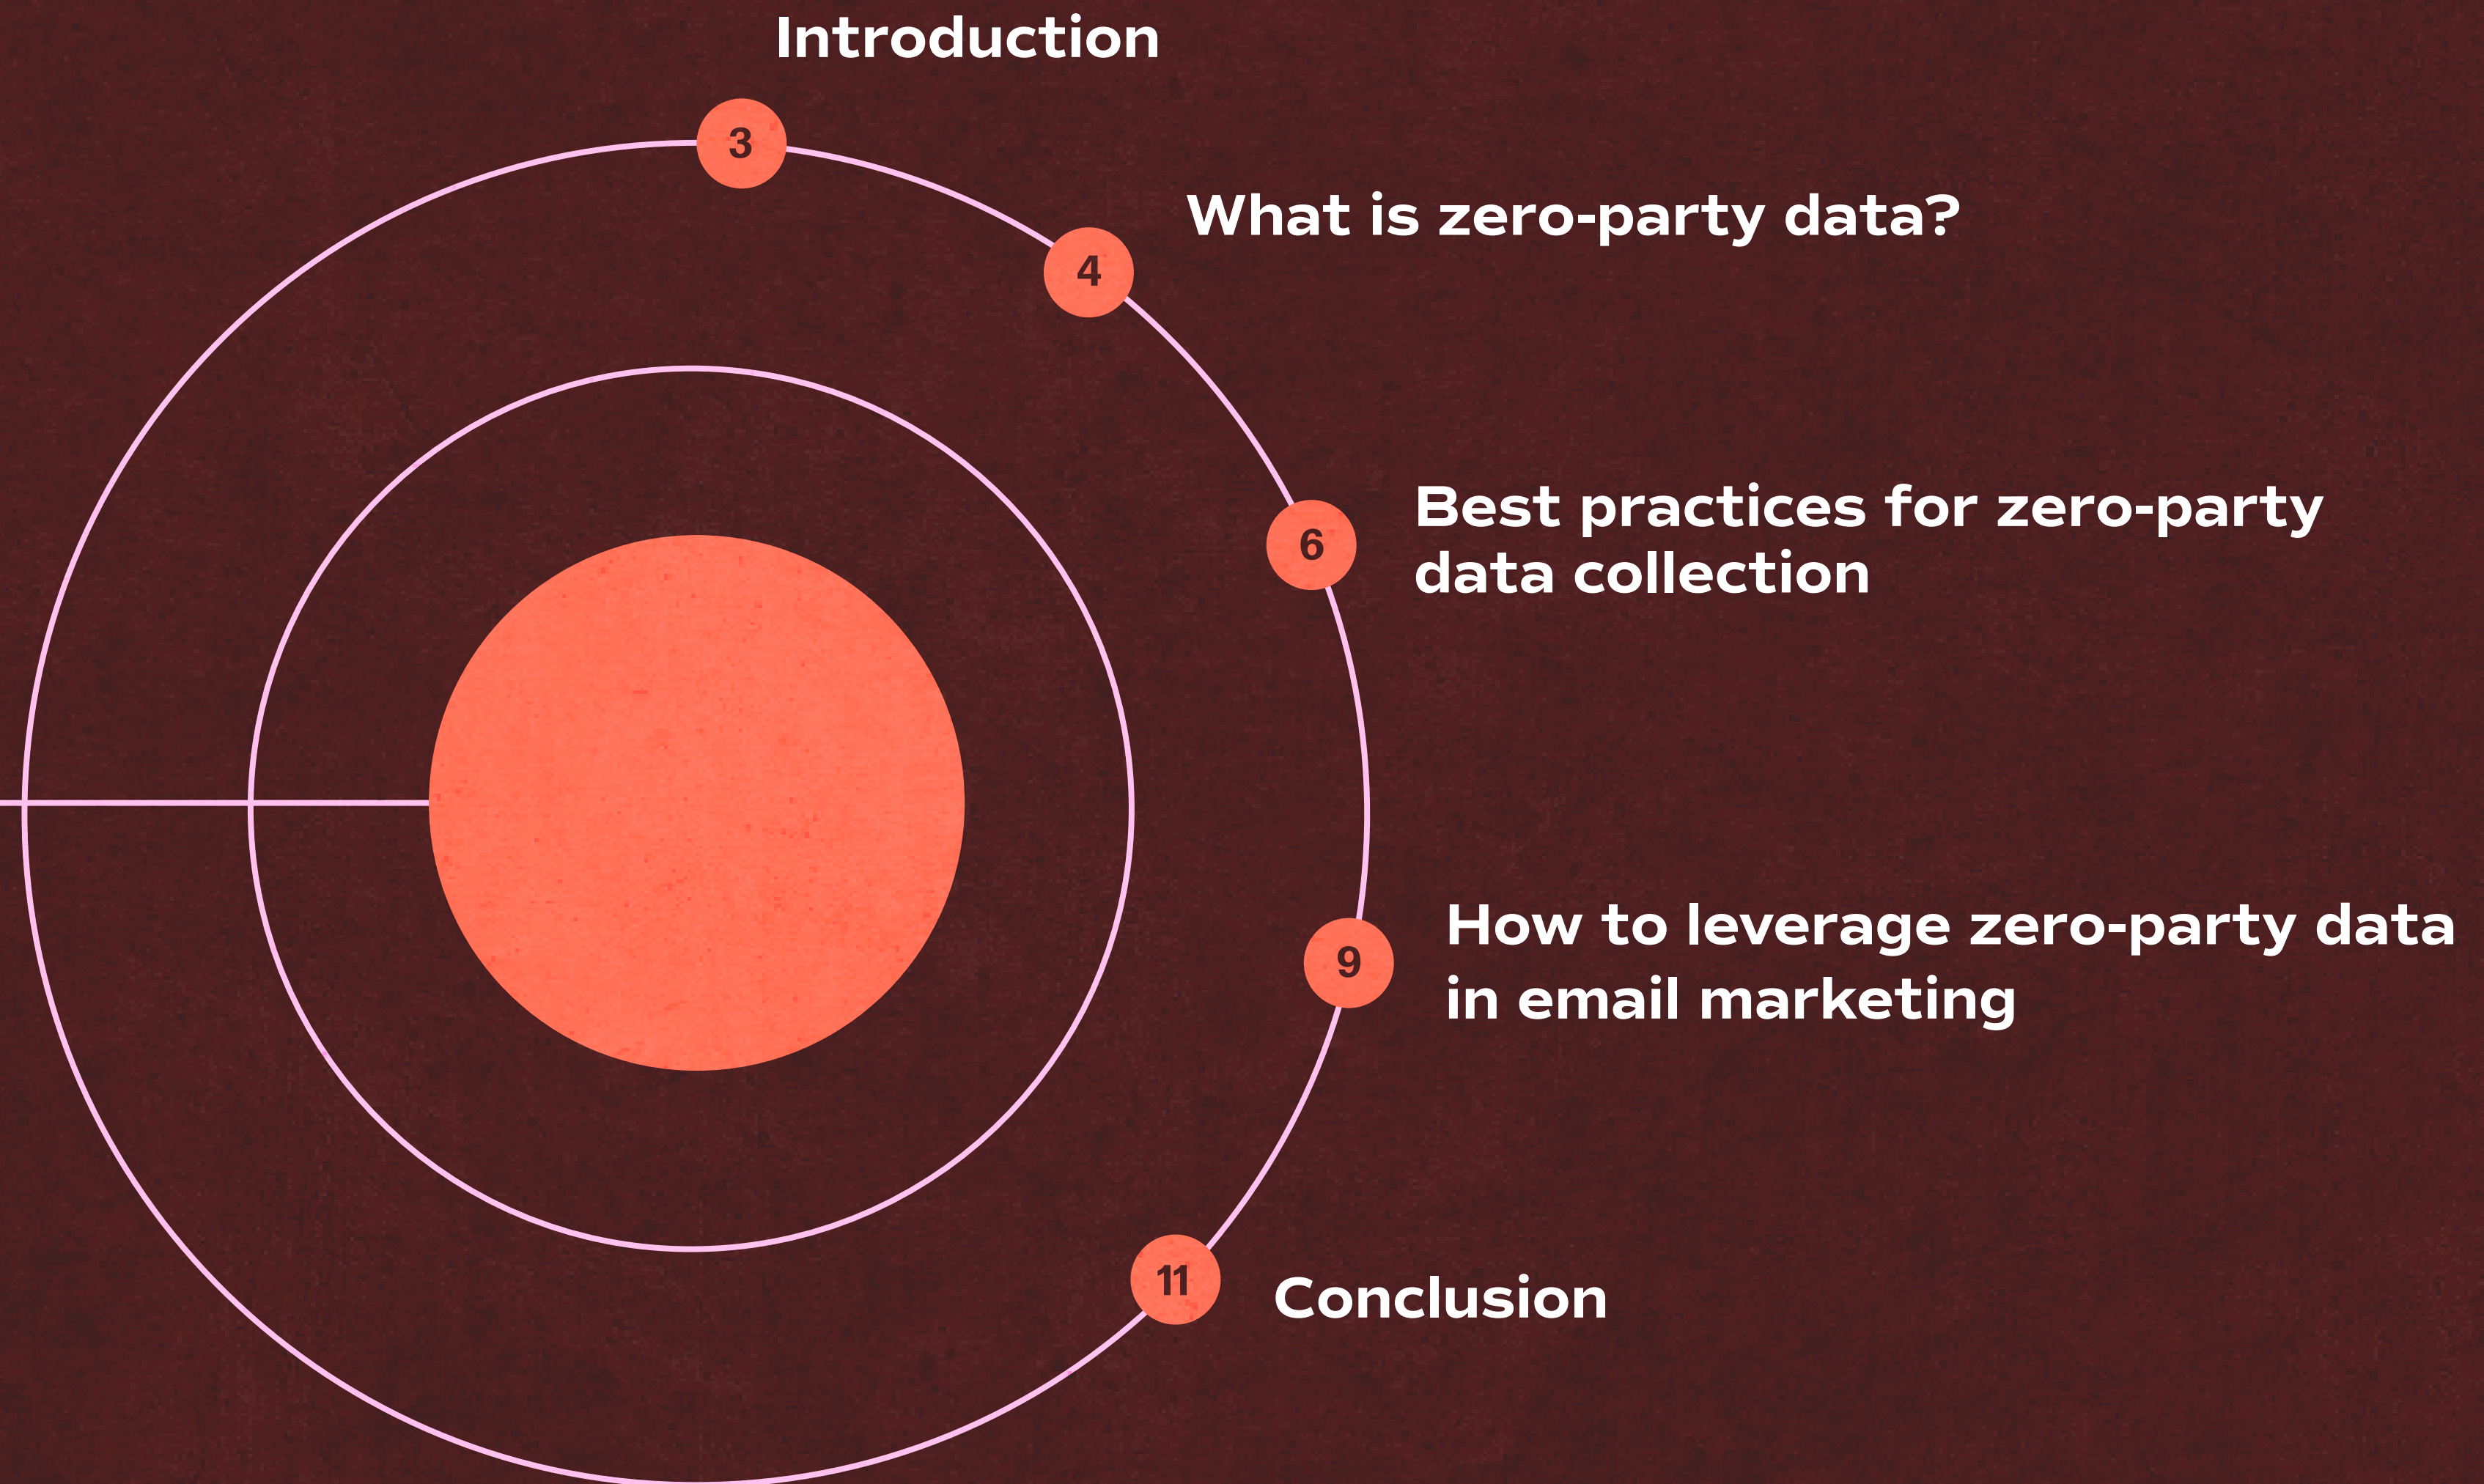 Introduction
3
What is zero-party data?
4
Best practices for zero-party
data collection
6
How to leverage zero-party data
in email marketing
9
Conclusion
11